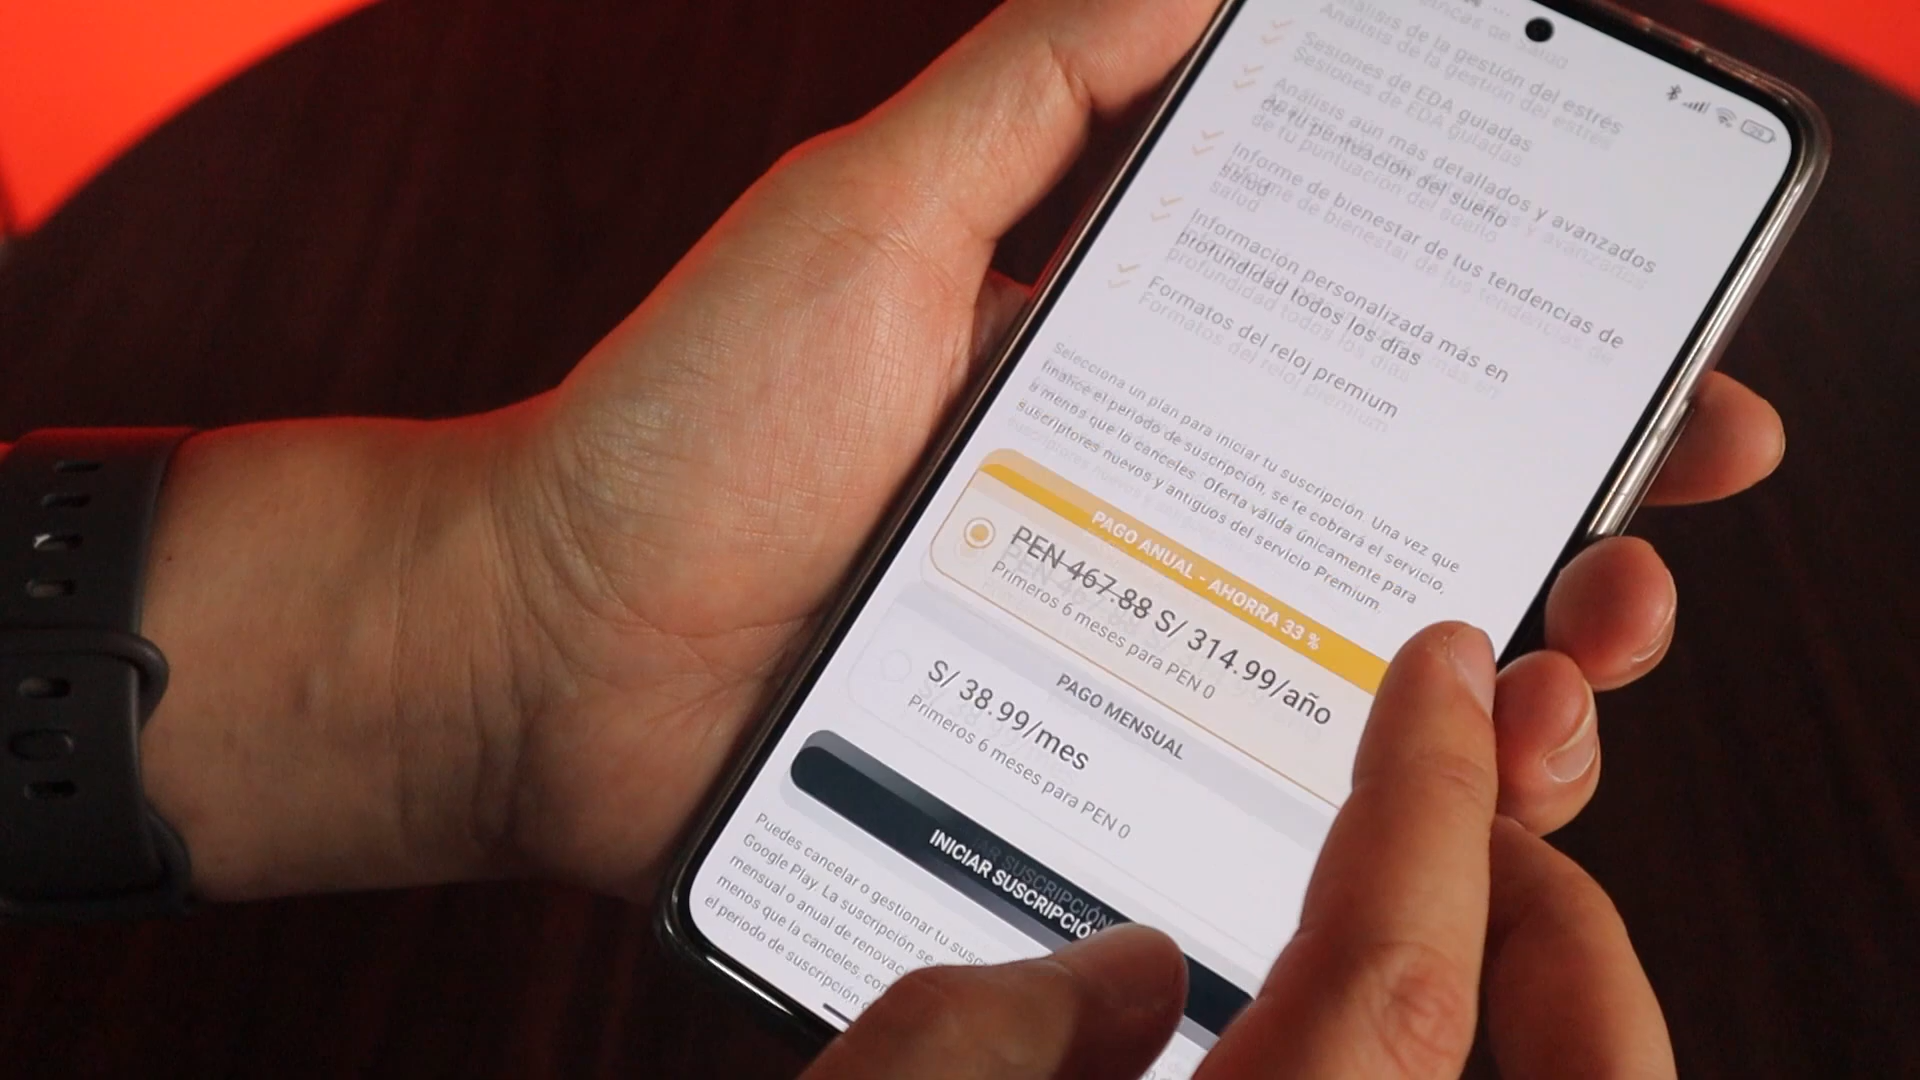 Análisis de la gestión del estrés
Sesiones de EDA guiadas
Análisis aún más detallados y avanzados
de tu puntuación del sueño
Informe de bienestar de tus tendencias de
salud
Información personalizada más en
profundidad todos los días
Formatos del reloj premium
Selecciona un plan para iniciar tu suscripción. Una vez que
finalice el periodo de suscripción, se te cobrará el servicio,
a menos que lo canceles. Oferta válida únicamente para
suscriptores nuevos y antiguos del servicio Premium.
PAGO ANUAL - AHORRA 33 %
PEN 467.88 S/ 314.99/año
Primeros 6 meses para PEN 0
PAGO MENSUAL
S/ 38.99/mes
Primeros 6 meses para PEN 0
INICIAR SUSCRIPCIÓN
Puedes cancelar o gestionar tu
Google Play. La suscripción se
mensual o anual de
menos que la canceles,
el periodo de suscripción